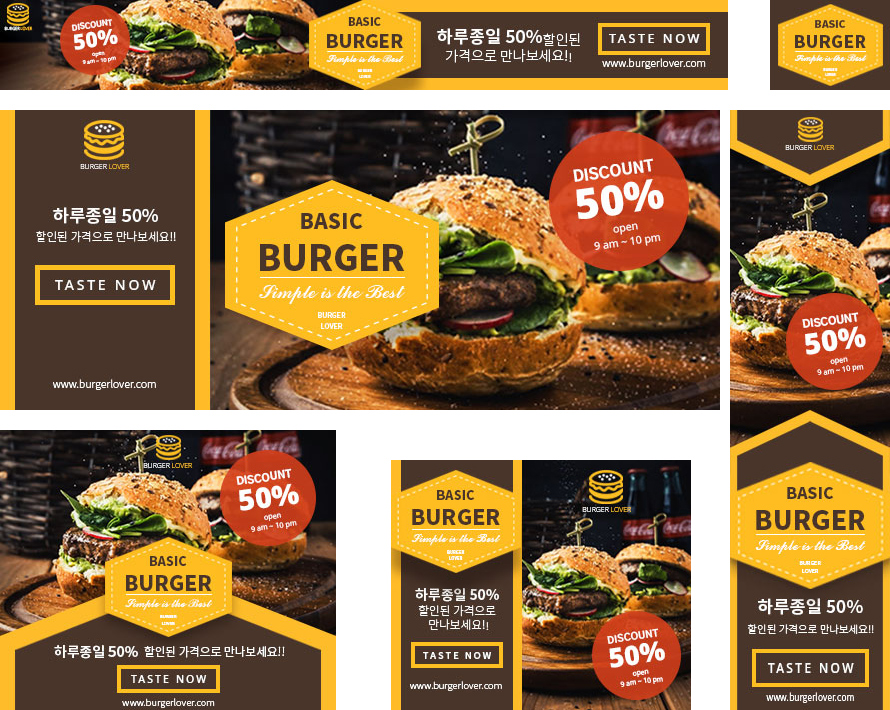 BURGER LOVER
DISCOUNT
50%
open
9 am ~ 10 pm
BASIC
BURGER
Simple is the Best
BURGER
LOVER
하루종일 50%할인된
가격으로 만나보세요!!
TASTE NOW
www.burgerlover.com
BASIC
BURGER
Simple is the Best
BURGER
LOVER
BURGER LOVER
하루종일 50%
할인된 가격으로 만나보세요!!
TASTE NOW
www.burgerlover.com
BASIC
BURGER
Simple is the Best
BURGER
LOVER
DISCOUNT
50%
open
9 am ~ 10 pm
BURGER LOVER
DISCOUNT
50%
open
9 am ~ 10 pm
BASIC
BURGER
Simple is the Best
BURGER
LOVER
하루종일 50%
할인된 가격으로 만나보세요!!
TASTE NOW
www.burgerlover.com
BURGER LOVER
DISCOUNT
50%
open
9 am ~ 10 pm
BASIC
BURGER
Simple is the Best
BURGER
LOVER
하루종일 50% 할인된 가격으로 만나보세요!!
TASTE NOW
www.burgerlover.com
BASIC
BURGER
Simple is the Best
BURGER
LOVER
하루종일 50%
할인된 가격으로
만나보세요!!
TASTE NOW
www.burgerlover.com
BURGER LOVER
DISCOUNT
50%
open
9 am ~ 10 pm